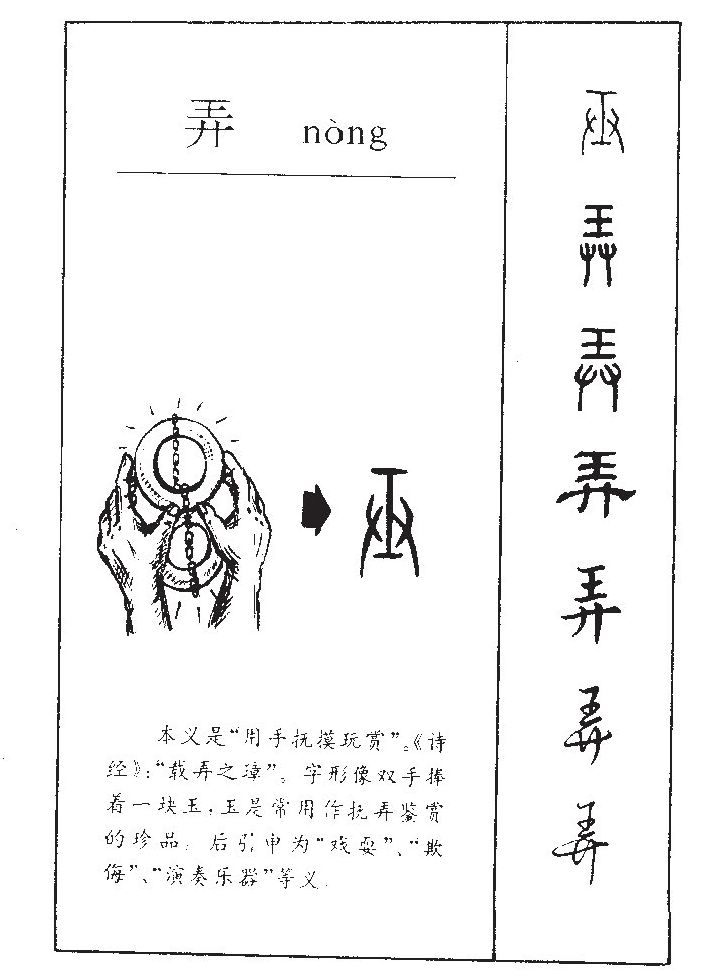 弄 nòng
本义是“用手抚摸玩赏”。《诗
经》：“载弄之璋”。字形像双手捧
着一块玉，玉是常用作抚弄鉴赏
的珍品。后引申为“戏耍”、“欺
侮”、“演奏乐器”等义.
弄
弄
弄
弄
弄
弄
弄